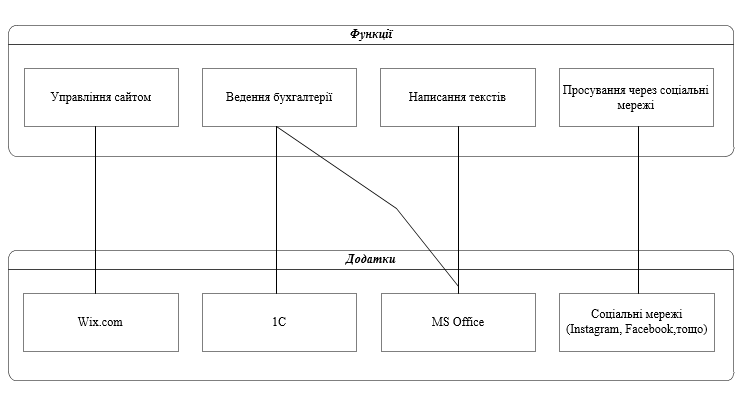 Функції
Управління сайтом
Ведення бухгалтерії
Написання текстів
Просування через соціальні
мережі
Додатки
Wix.com
1С
MS Office
Соціальні мережі
(Instagram, Facebook,тощо)